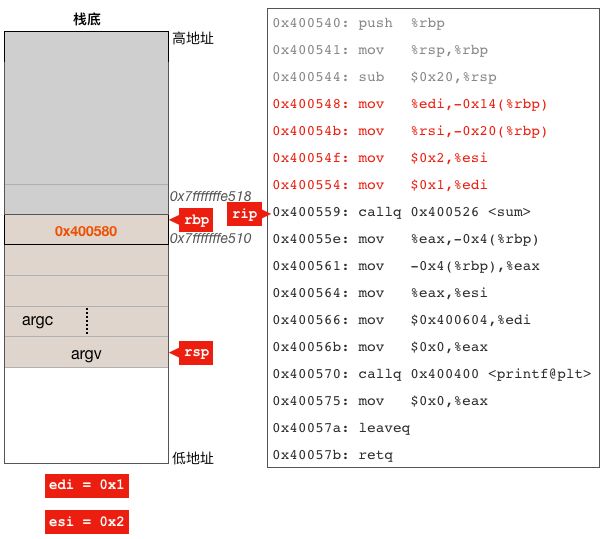 栈底
高地址
0x7fffffffe518
rbp
0x400580
0x7fffffffe510
argc
argv
rsp
低地址
edi = 0x1
esi = 0x2
rip
0x400540: push   %rbp
0x400541: mov    %rsp,%rbp
0x400544: sub    $0x20,%rsp
0x400548: mov    %edi,-0x14(%rbp)
0x40054b: mov    %rsi,-0x20(%rbp)
0x40054f: mov    $0x2,%esi
0x400554: mov    $0x1,%edi
0x400559: callq 0x400526 <sum>
0x40055e: mov    %eax,-0x4(%rbp)
0x400561: mov    -0x4(%rbp),%eax
0x400564: mov    %eax,%esi
0x400566: mov    $0x400604,%edi
0x40056b: mov    $0x0,%eax
0x400570: callq 0x400400 <printf@plt>
0x400575: mov    $0x0,%eax
0x40057a: leaveq
0x40057b: retq